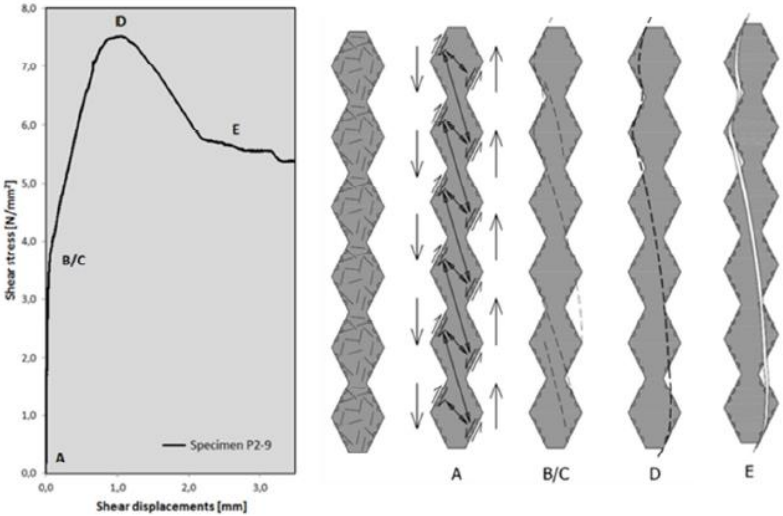 8,0
7,0
6,0
5,0
4,0
3,0
2,0
1,0
0,0
Shear stress [N/mm²]
D
E
B/C
A
Specimen P2-9
0,0 1,0 2,0 3,0
Shear displacements [mm]
A B/C D E